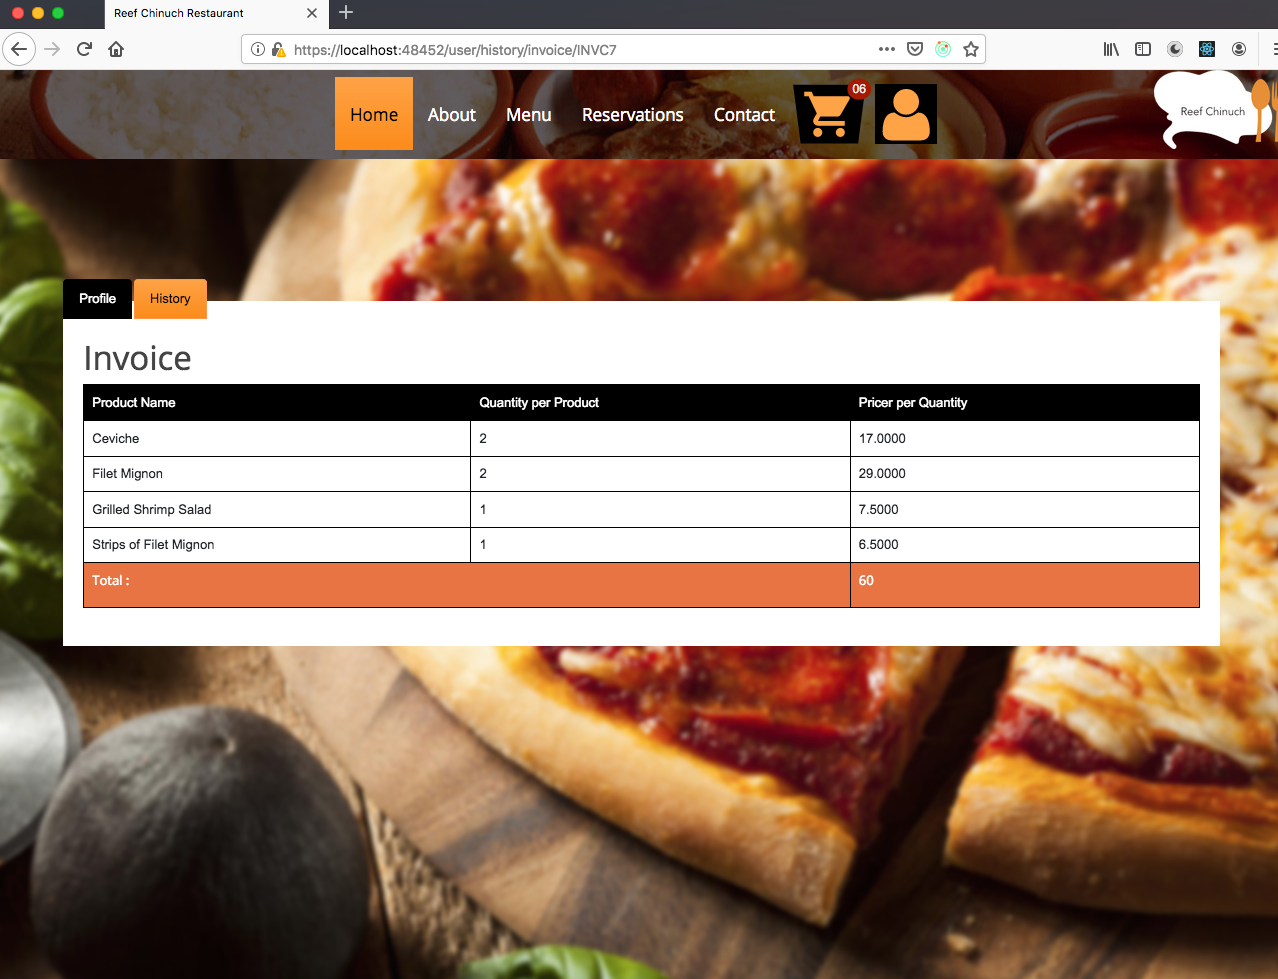 Reef Chinuch Restaurant
https://localhost:48452/user/history/invoice/INVC7
Home About Menu Reservations Contact 06
Reef Chinuch
Profile History
Invoice
Product Name Quantity per Product Pricer per Quantity
Ceviche 2 17.0000
Filet Mignon 2 29.0000
Grilled Shrimp Salad 1 7.5000
Strips of Filet Mignon 1 6.5000
Total : 60